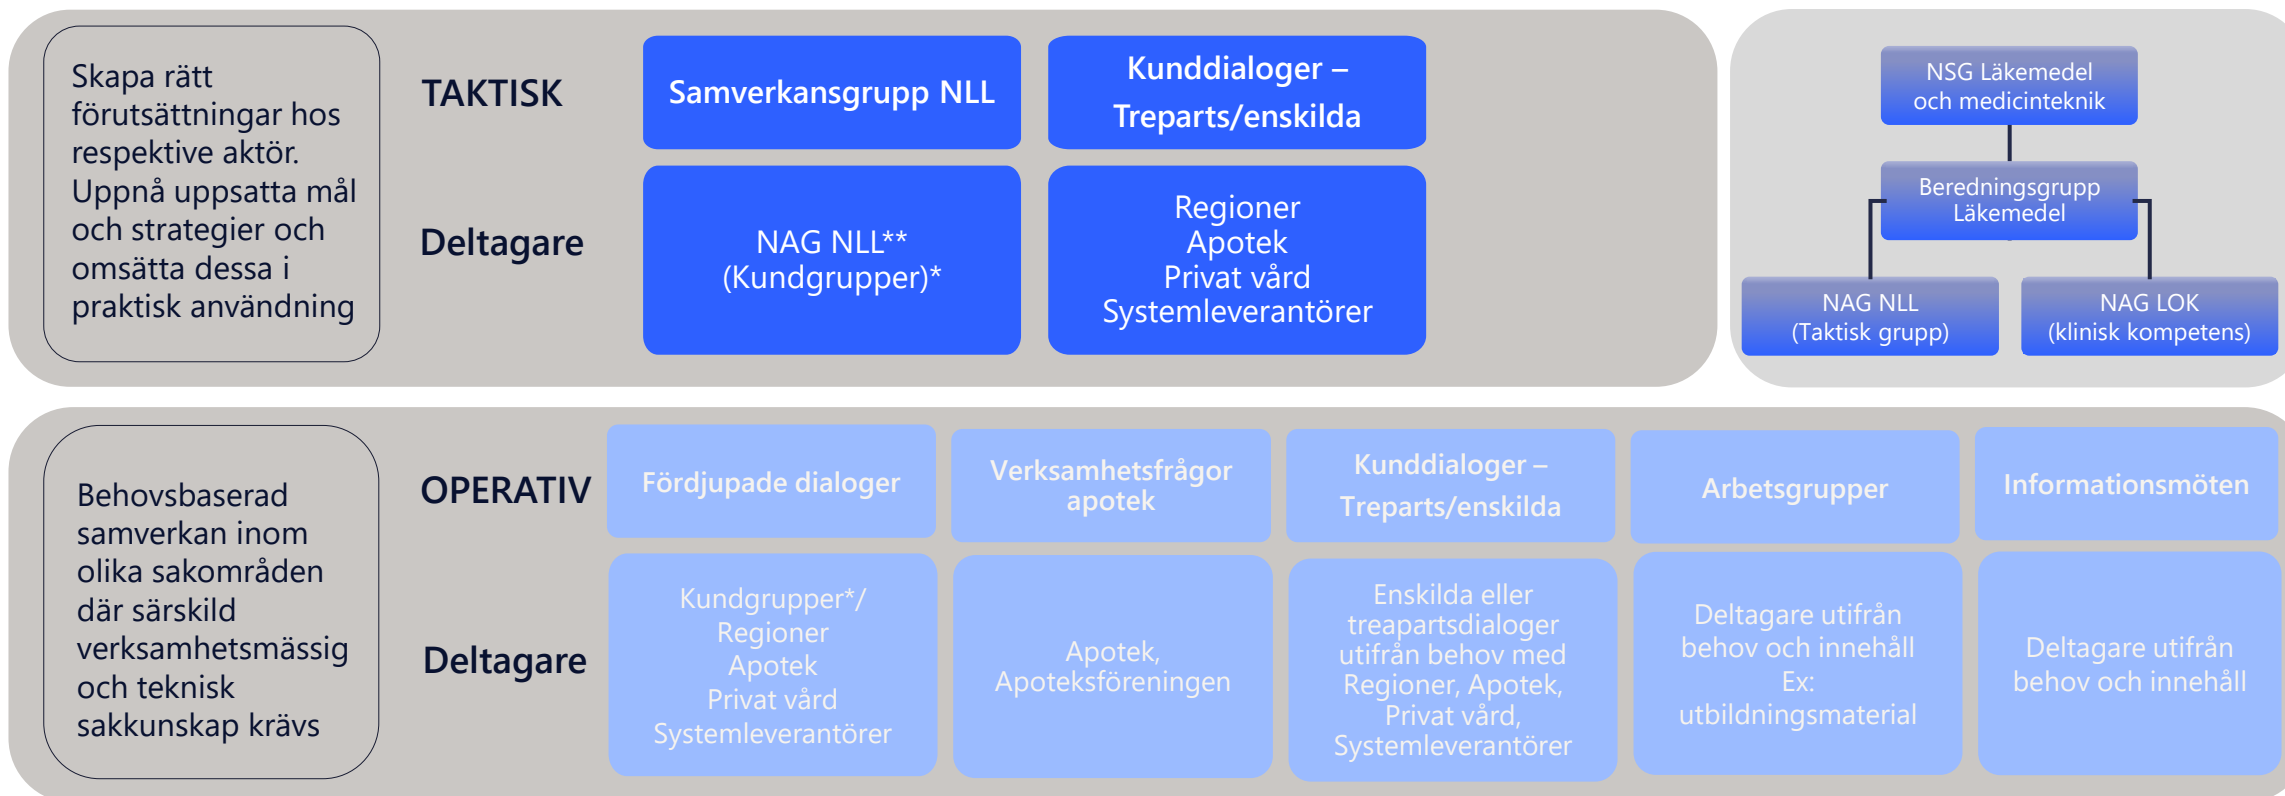 Skapa rätt
förutsättningar hos
respektive aktör.
Uppnå uppsatta mål
och strategier och
omsätta dessa i
praktisk användning
TAKTISK
Samverkansgrupp NLL
Kunddialoger –
Treparts/enskilda
Deltagare
NAG NLL**
(Kundgrupper)*
Regioner
Apotek
Privat vård
Systemleverantörer
NSG Läkemedel
och medicinteknik
Beredningsgrupp
Läkemedel
NAG NLL
(Taktisk grupp)
NAG LOK
(klinisk kompetens)
Behovsbaserad
samverkan inom
olika sakområden
där särskild
verksamhetsmässig
och teknisk
sakkunskap krävs
OPERATIV
Fördjupade dialoger
Verksamhetsfrågor
apotek
Kunddialoger –
Treparts/enskilda
Arbetsgrupper
Informationsmöten
Deltagare
Kundgrupper*/
Regioner
Apotek
Privat vård
Systemleverantörer
Apotek,
Apoteksföreningen
Enskilda eller
treapartsdialoger
utifrån behov med
Regioner, Apotek,
Privat vård,
Systemleverantörer
Deltagare utifrån
behov och innehåll
Ex:
utbildningsmaterial
Deltagare utifrån
behov och innehåll